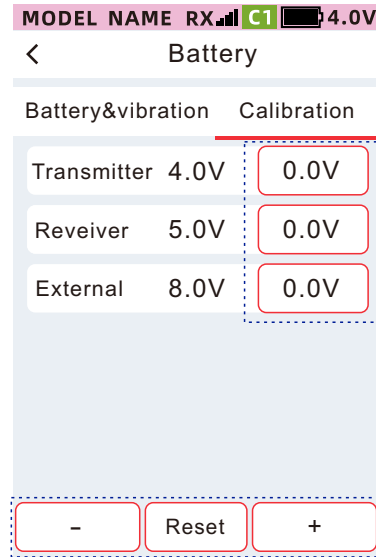 MODEL NAME RX C1 4.0V
< Battery
Battery&vibration Calibration
Transmitter 4.0V 0.0V
Reveiver 5.0V 0.0V
External 8.0V 0.0V
- Reset +